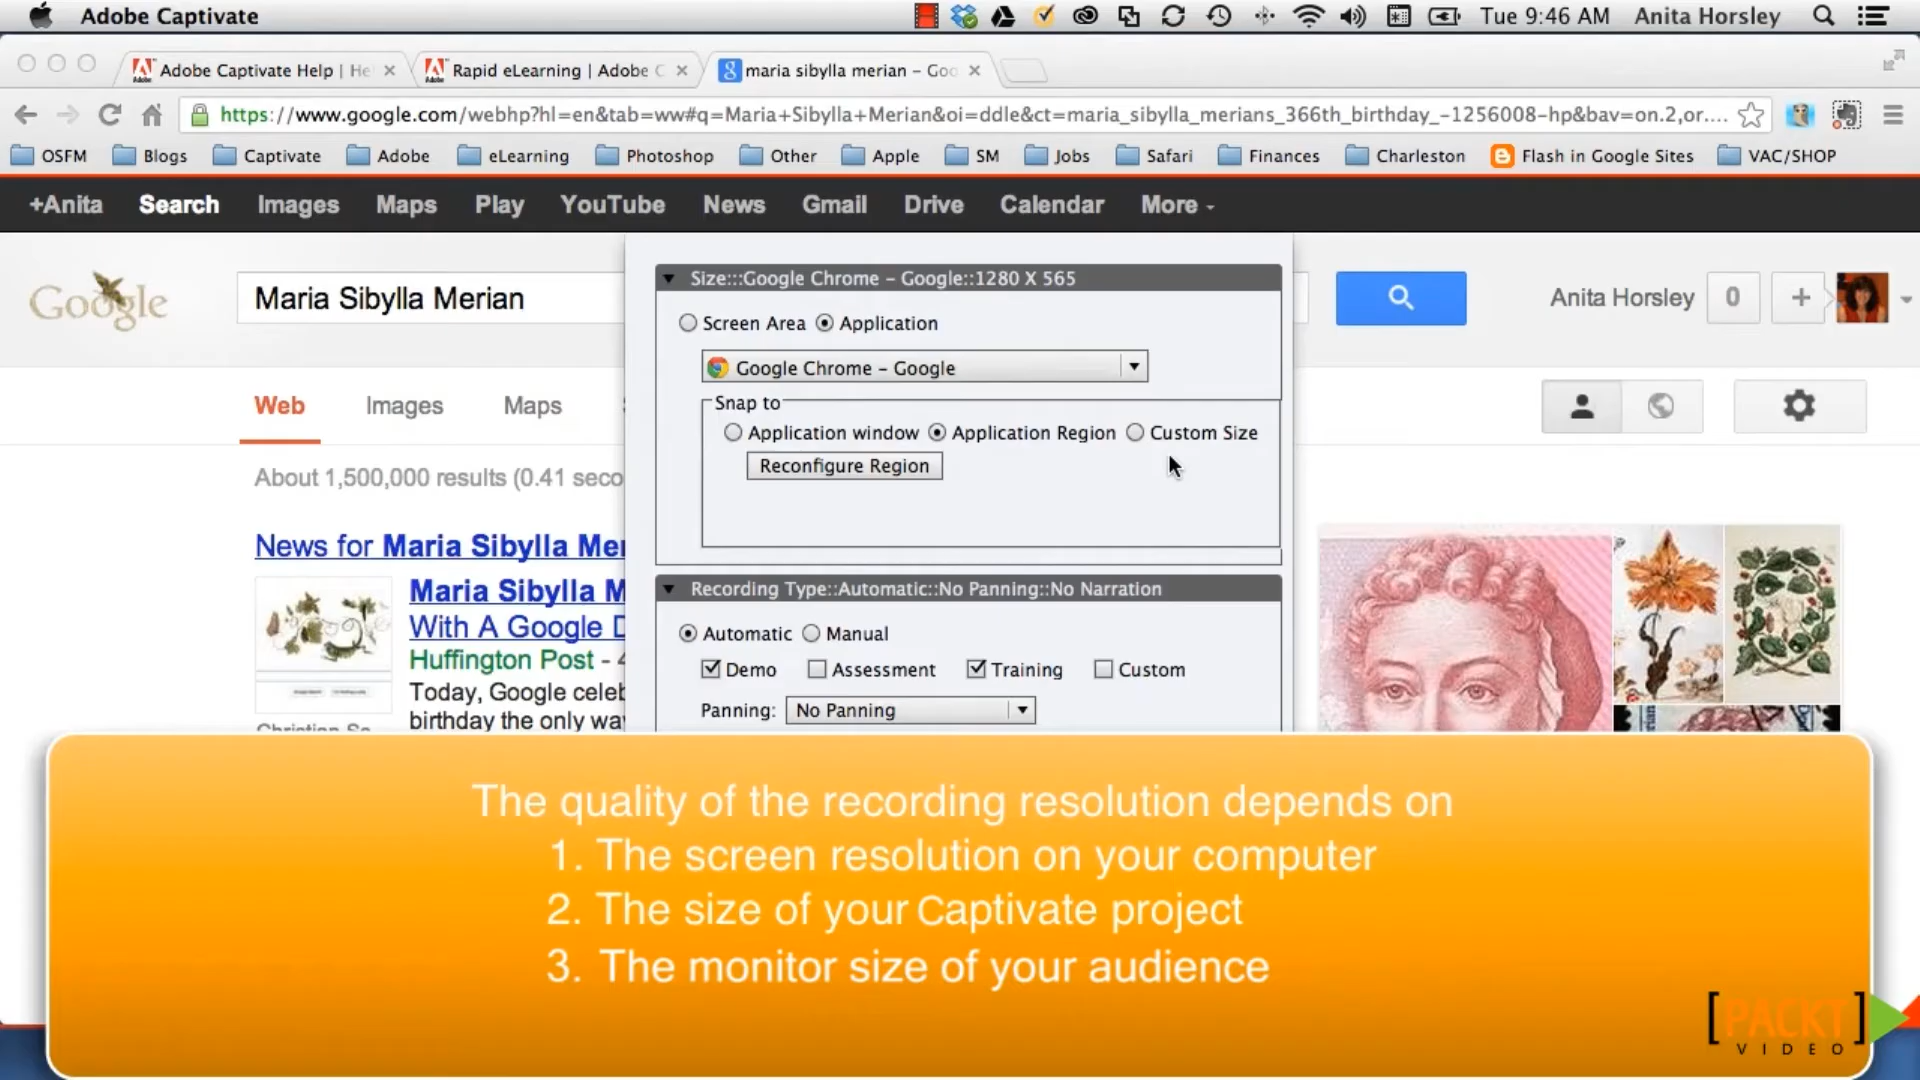 Adobe Captivate
Tue 9:46 AM Anita Horsley
Adobe Captivate Help | He
Rapid eLearning | Adobe C
maria sibylla merian – Goo
https://www.google.com/webhp?hl=en&tab=ww#q=Maria+Sibylla+Merian&oi=ddle&ct=maria_sibylla_merians_366th_birthday_-1256008-hp&bav=on.2,or....
OSFM Blogs Captivate Adobe eLearning Photoshop Other Apple SM Jobs Safari Finances Charleston Flash in Google Sites VAC/SHOP
+Anita Search Images Maps Play YouTube News Gmail Drive Calendar More
Google
Maria Sibylla Merian
Anita Horsley 0 +
Size:::Google Chrome – Google::1280 X 565
Screen Area Application
Google Chrome – Google
Snap to
Application window Application Region Custom Size
Reconfigure Region
Web Images Maps
About 1,500,000 results (0.41 seco
News for Maria Sibylla Mer
Maria Sibylla M
With A Google D
Huffington Post - 4
Today, Google celeb
birthday the only way
Recording Type::Automatic::No Panning::No Narration
Automatic Manual
Demo Assessment Training Custom
Panning: No Panning
The quality of the recording resolution depends on
1. The screen resolution on your computer
2. The size of your Captivate project
3. The monitor size of your audience
[PACKT]
VIDEO